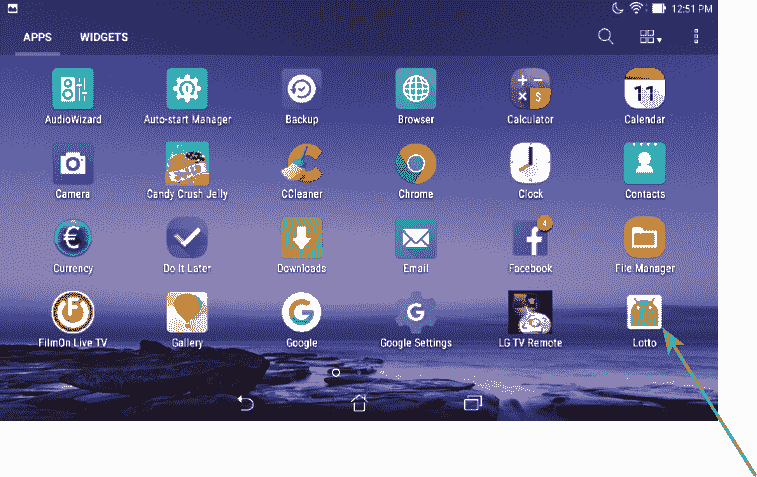 12:51 PM
APPS WIDGETS
AudioWizard Auto-start Manager Backup Browser Calculator Calendar
Camera Candy Crush Jelly CCleaner Chrome Clock Contacts
Currency Do It Later Downloads Email Facebook File Manager
FilmOn Live TV Gallery Google Google Settings LG TV Remote Lotto
11
4